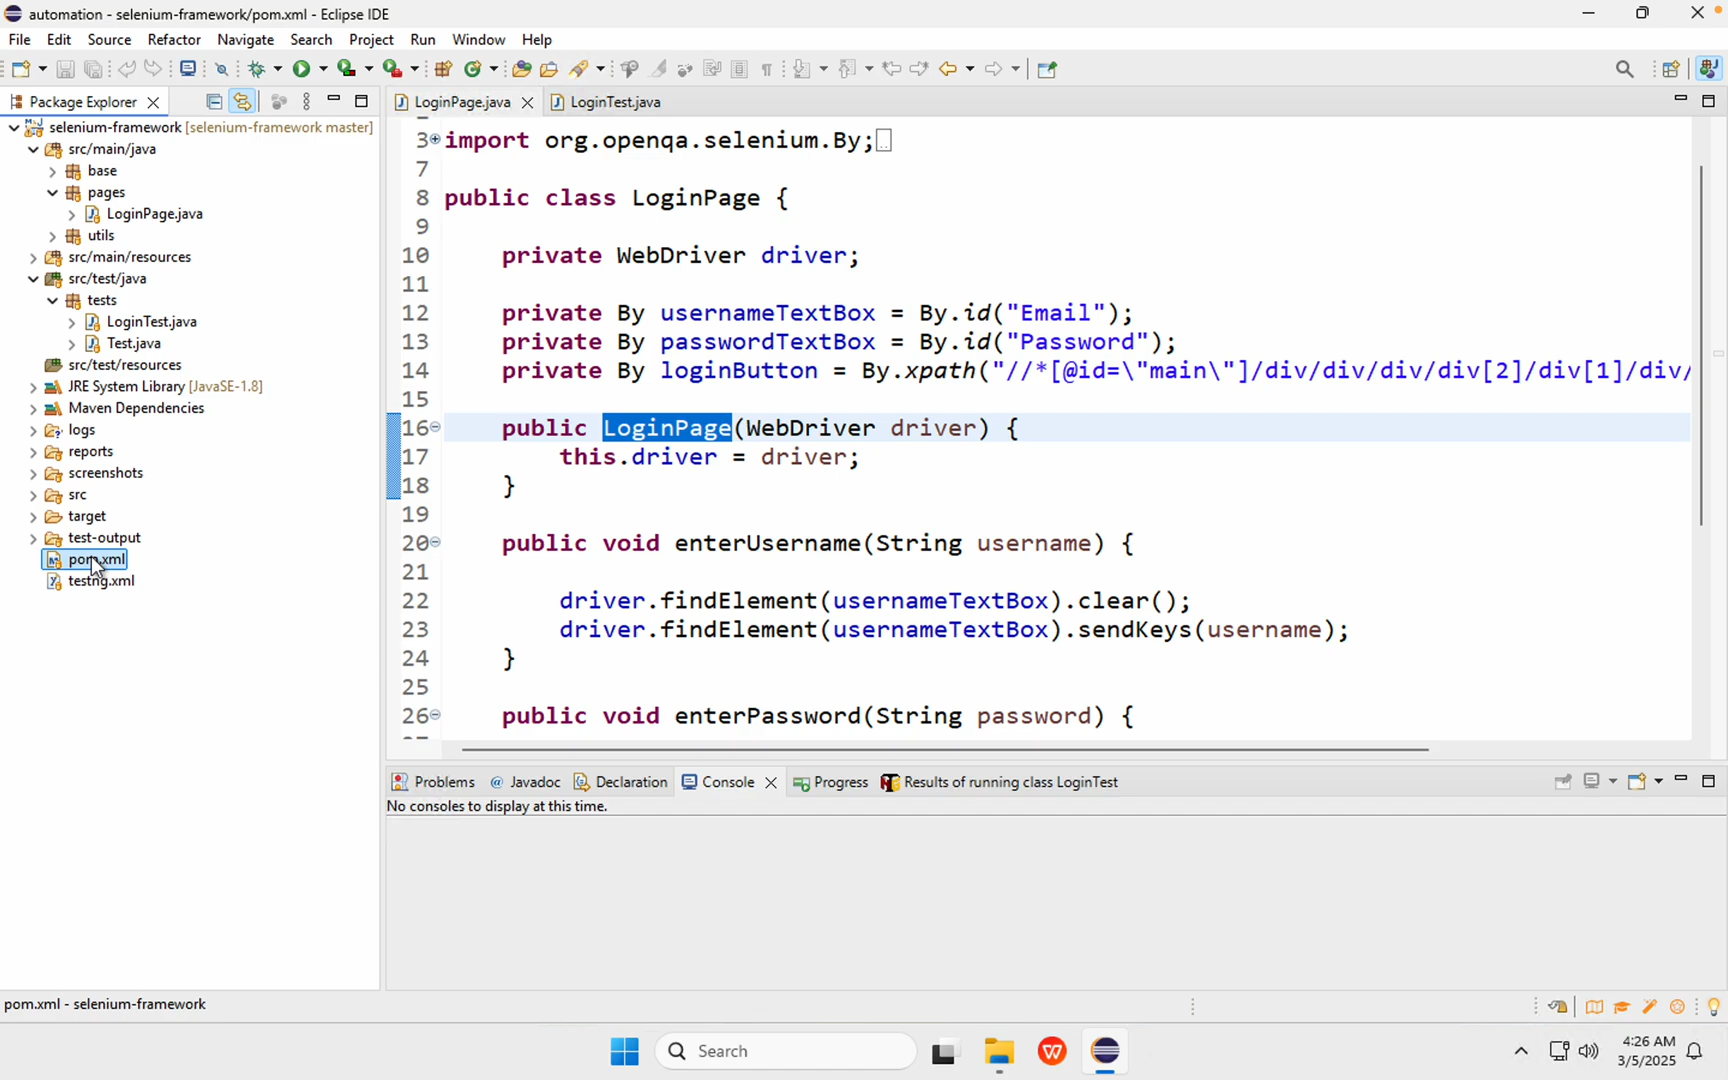 automation - selenium-framework/pom.xml - Eclipse IDE
File Edit Source Refactor Navigate Search Project Run Window Help
Package Explorer
LoginPage.java
LoginTest.java
selenium-framework [selenium-framework master]
src/main/java
base
pages
LoginPage.java
utils
src/main/resources
src/test/java
tests
LoginTest.java
Test.java
src/test/resources
JRE System Library [JavaSE-1.8]
Maven Dependencies
logs
reports
screenshots
src
target
test-output
pom.xml
testng.xml
3 import org.openqa.selenium.By;
7
8 public class LoginPage {
9
10 private WebDriver driver;
11
12 private By usernameTextBox = By.id("Email");
13 private By passwordTextBox = By.id("Password");
14 private By loginButton = By.xpath("//*[@id=\"main\"]/div/div/div/div[2]/div[1]/div/
15
16 public LoginPage(WebDriver driver) {
17 this.driver = driver;
18 }
19
20 public void enterUsername(String username) {
21
22 driver.findElement(usernameTextBox).clear();
23 driver.findElement(usernameTextBox).sendKeys(username);
24 }
25
26 public void enterPassword(String password) {
Problems Javadoc Declaration Console Progress Results of running class LoginTest
No consoles to display at this time.
pom.xml - selenium-framework
Search
4:26 AM
3/5/2025